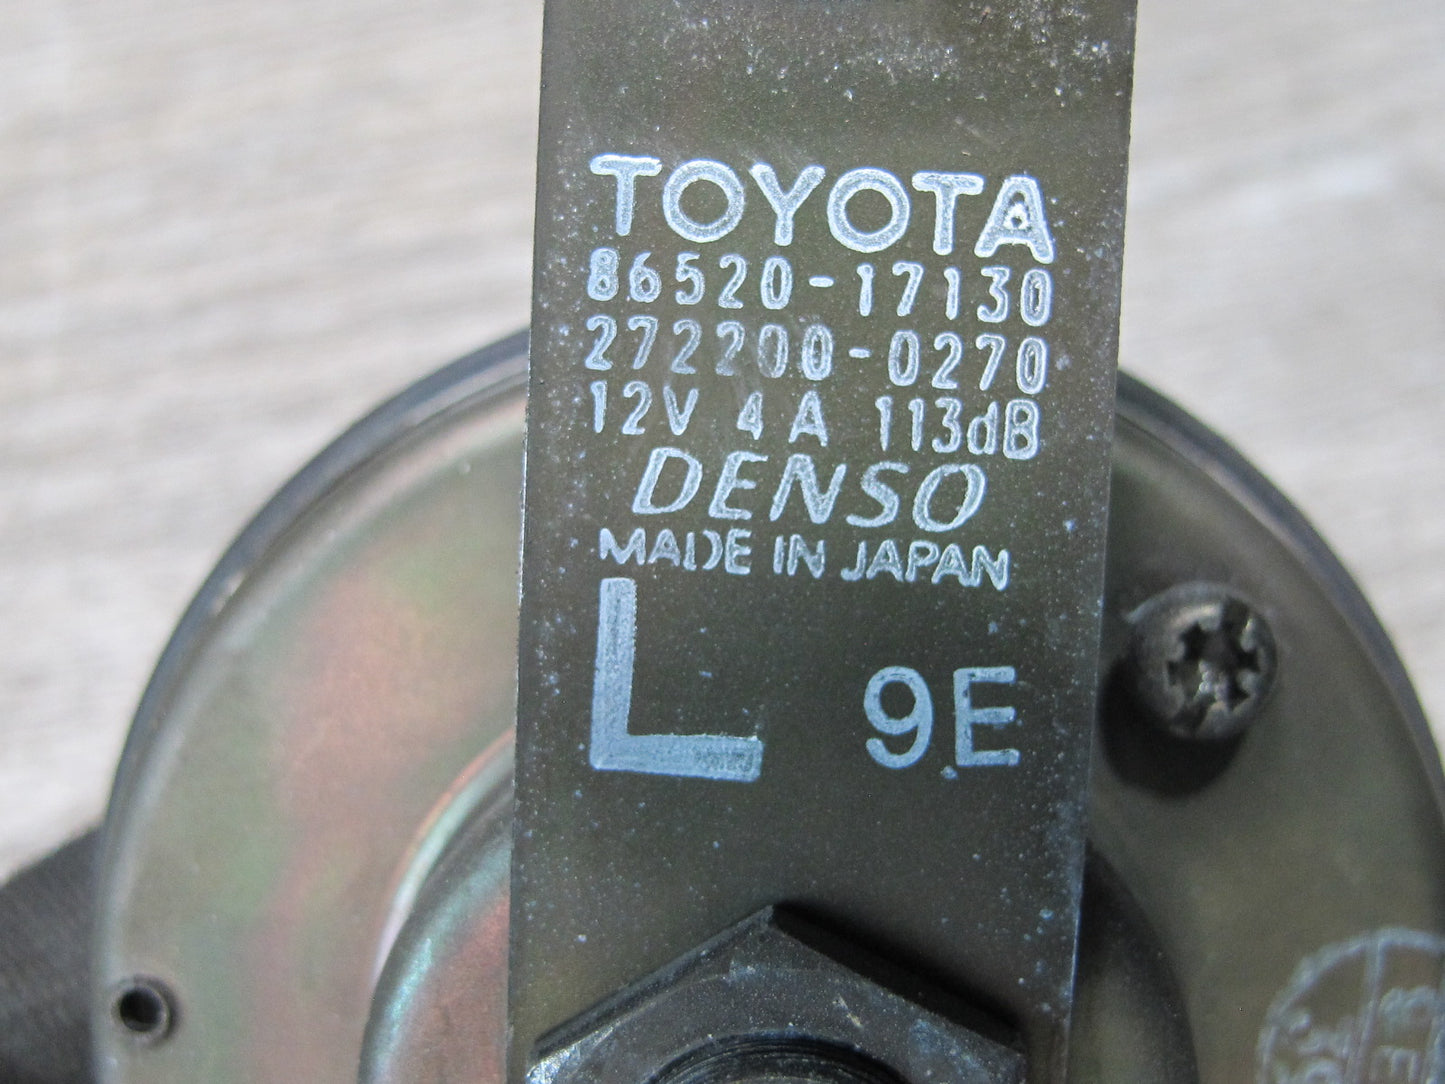 TOYOTA
86520-17130
272200-0270
12V 4A 113dB
DENSO
MADE IN JAPAN
L 9E